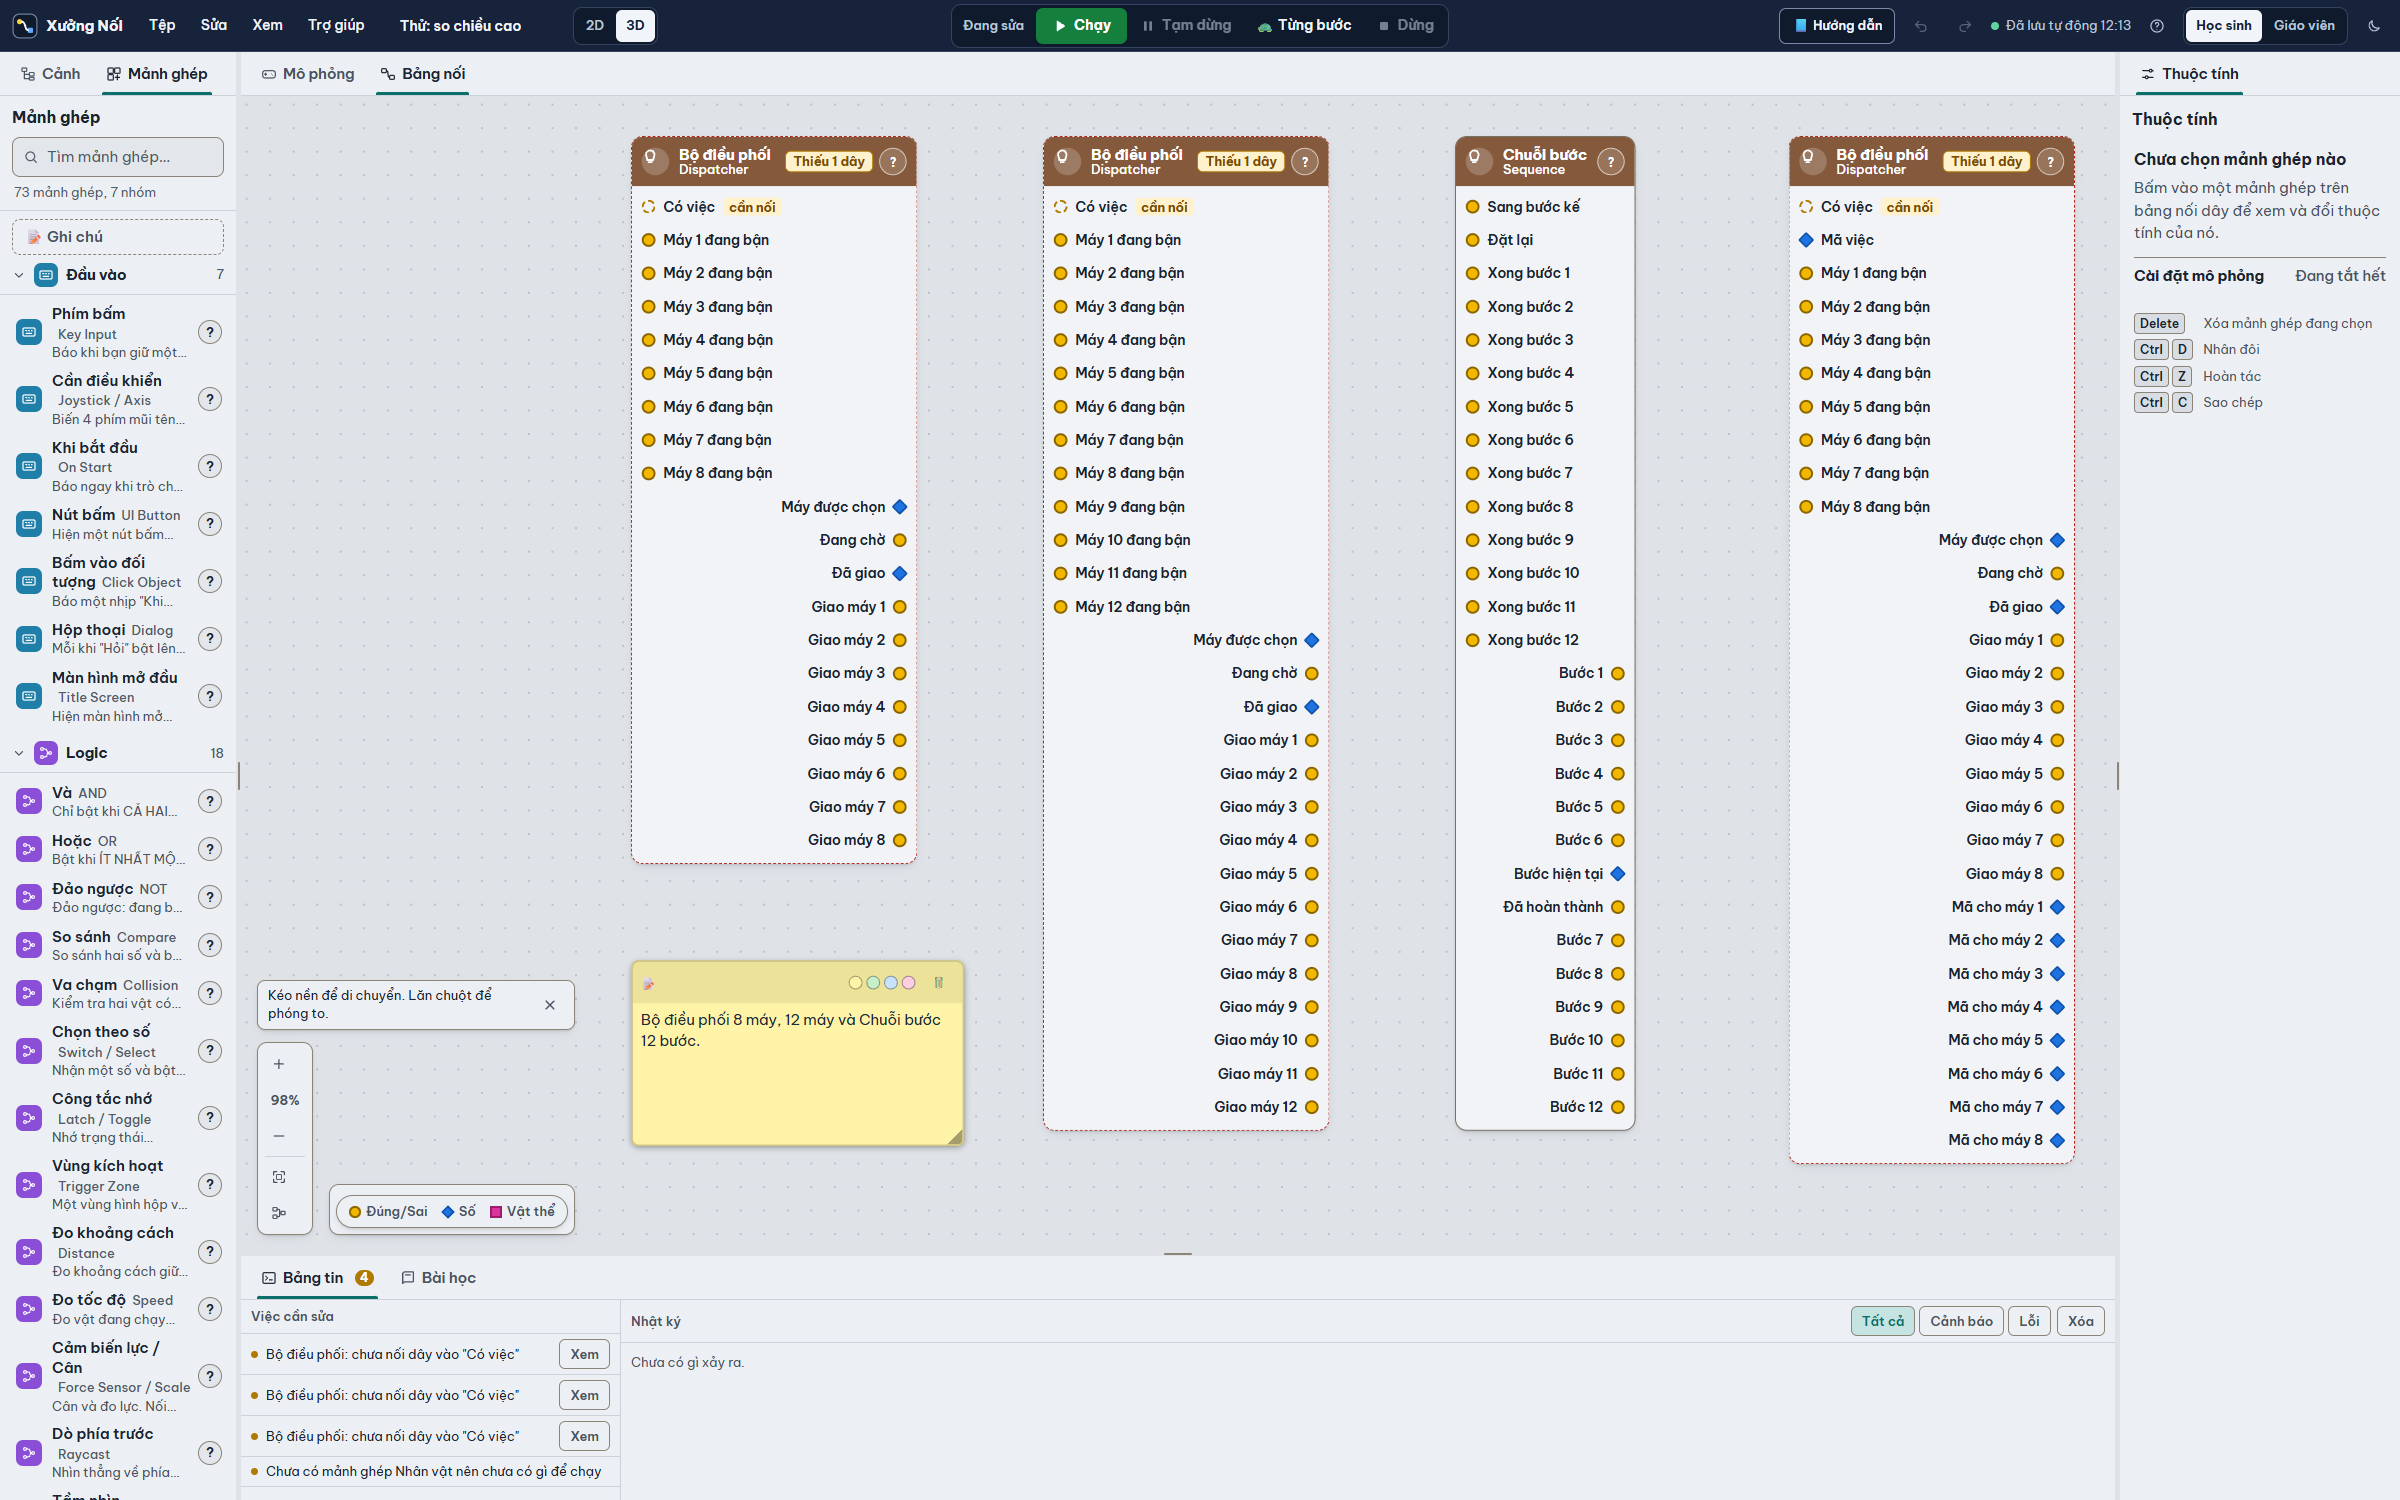 Xưởng Nối Tệp Sửa Xem Trợ giúp Thử: so chiều cao 2D 3D Đang sửa Chạy Tạm dừng Từng bước Dừng Hướng dẫn Đã lưu tự động 12:13 Học sinh Giáo viên
Cảnh Mảnh ghép
Mảnh ghép
Tìm mảnh ghép...
73 mảnh ghép, 7 nhóm
Ghi chú
Đầu vào 7
Phím bấm
Key Input
Báo khi bạn giữ một...
?
Cần điều khiển
Joystick / Axis
Biến 4 phím mũi tên...
?
Khi bắt đầu
On Start
Báo ngay khi trò ch...
?
Nút bấm UI Button
Hiện một nút bấm...
?
Bấm vào đối
tượng Click Object
Báo một nhịp "Khi...
?
Hộp thoại Dialog
Mỗi khi "Hỏi" bật lên...
?
Màn hình mở đầu
Title Screen
Hiện màn hình mở...
?
Logic 18
Và AND
Chỉ bật khi CẢ HAI...
?
Hoặc OR
Bật khi ÍT NHẤT MỘ...
?
Đảo ngược NOT
Đảo ngược: đang b...
?
So sánh Compare
So sánh hai số và b...
?
Va chạm Collision
Kiểm tra hai vật có...
?
Chọn theo số
Switch / Select
Nhận một số và bật...
?
Công tắc nhớ
Latch / Toggle
Nhớ trạng thái...
?
Vùng kích hoạt
Trigger Zone
Một vùng hình hộp v...
?
Đo khoảng cách
Distance
Đo khoảng cách giữ...
?
Đo tốc độ Speed
Đo vật đang chạy...
?
Cảm biến lực /
Cân
Force Sensor / Scale
Cân và đo lực. Nối...
?
Dò phía trước
Raycast
Nhìn thẳng về phía...
?
Tầm nhìn
Mô phỏng Bảng nối
Bộ điều phối
Dispatcher
Thiếu 1 dây ?
Có việc cần nối
Máy 1 đang bận
Máy 2 đang bận
Máy 3 đang bận
Máy 4 đang bận
Máy 5 đang bận
Máy 6 đang bận
Máy 7 đang bận
Máy 8 đang bận
Máy được chọn
Đang chờ
Đã giao
Giao máy 1
Giao máy 2
Giao máy 3
Giao máy 4
Giao máy 5
Giao máy 6
Giao máy 7
Giao máy 8
Bộ điều phối
Dispatcher
Thiếu 1 dây ?
Có việc cần nối
Máy 1 đang bận
Máy 2 đang bận
Máy 3 đang bận
Máy 4 đang bận
Máy 5 đang bận
Máy 6 đang bận
Máy 7 đang bận
Máy 8 đang bận
Máy 9 đang bận
Máy 10 đang bận
Máy 11 đang bận
Máy 12 đang bận
Máy được chọn
Đang chờ
Đã giao
Giao máy 1
Giao máy 2
Giao máy 3
Giao máy 4
Giao máy 5
Giao máy 6
Giao máy 7
Giao máy 8
Giao máy 9
Giao máy 10
Giao máy 11
Giao máy 12
Chuỗi bước
Sequence
?
Sang bước kế
Đặt lại
Xong bước 1
Xong bước 2
Xong bước 3
Xong bước 4
Xong bước 5
Xong bước 6
Xong bước 7
Xong bước 8
Xong bước 9
Xong bước 10
Xong bước 11
Xong bước 12
Bước 1
Bước 2
Bước 3
Bước 4
Bước 5
Bước 6
Bước hiện tại
Đã hoàn thành
Bước 7
Bước 8
Bước 9
Bước 10
Bước 11
Bước 12
Bộ điều phối
Dispatcher
Thiếu 1 dây ?
Có việc cần nối
Mã việc
Máy 1 đang bận
Máy 2 đang bận
Máy 3 đang bận
Máy 4 đang bận
Máy 5 đang bận
Máy 6 đang bận
Máy 7 đang bận
Máy 8 đang bận
Máy được chọn
Đang chờ
Đã giao
Giao máy 1
Giao máy 2
Giao máy 3
Giao máy 4
Giao máy 5
Giao máy 6
Giao máy 7
Giao máy 8
Mã cho máy 1
Mã cho máy 2
Mã cho máy 3
Mã cho máy 4
Mã cho máy 5
Mã cho máy 6
Mã cho máy 7
Mã cho máy 8
Bộ điều phối 8 máy, 12 máy và Chuỗi bước
12 bước.
Kéo nền để di chuyển. Lăn chuột để
phóng to.
98%
Đúng/Sai Số Vật thể
Bảng tin 4 Bài học
Việc cần sửa
Bộ điều phối: chưa nối dây vào "Có việc" Xem
Bộ điều phối: chưa nối dây vào "Có việc" Xem
Bộ điều phối: chưa nối dây vào "Có việc" Xem
Chưa có mảnh ghép Nhân vật nên chưa có gì để chạy
Nhật ký Tất cả Cảnh báo Lỗi Xóa
Chưa có gì xảy ra.
Thuộc tính
Thuộc tính
Chưa chọn mảnh ghép nào
Bấm vào một mảnh ghép trên
bảng nối dây để xem và đổi thuộc
tính của nó.
Cài đặt mô phỏng Đang tắt hết
Delete Xóa mảnh ghép đang chọn
Ctrl D Nhân đôi
Ctrl Z Hoàn tác
Ctrl C Sao chép